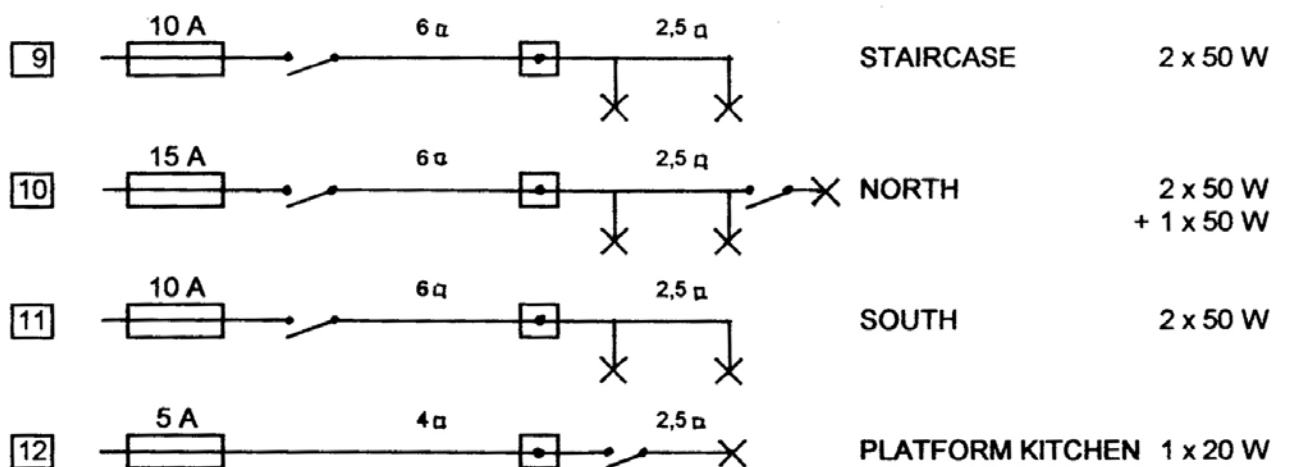 10 A 6 □ 2,5 □
9 STAIRCASE 2 x 50 W
15 A 6 □ 2,5 □
10 NORTH 2 x 50 W
+ 1 x 50 W
10 A 6 □ 2,5 □
11 SOUTH 2 x 50 W
5 A 4 □ 2,5 □
12 PLATFORM KITCHEN 1 x 20 W